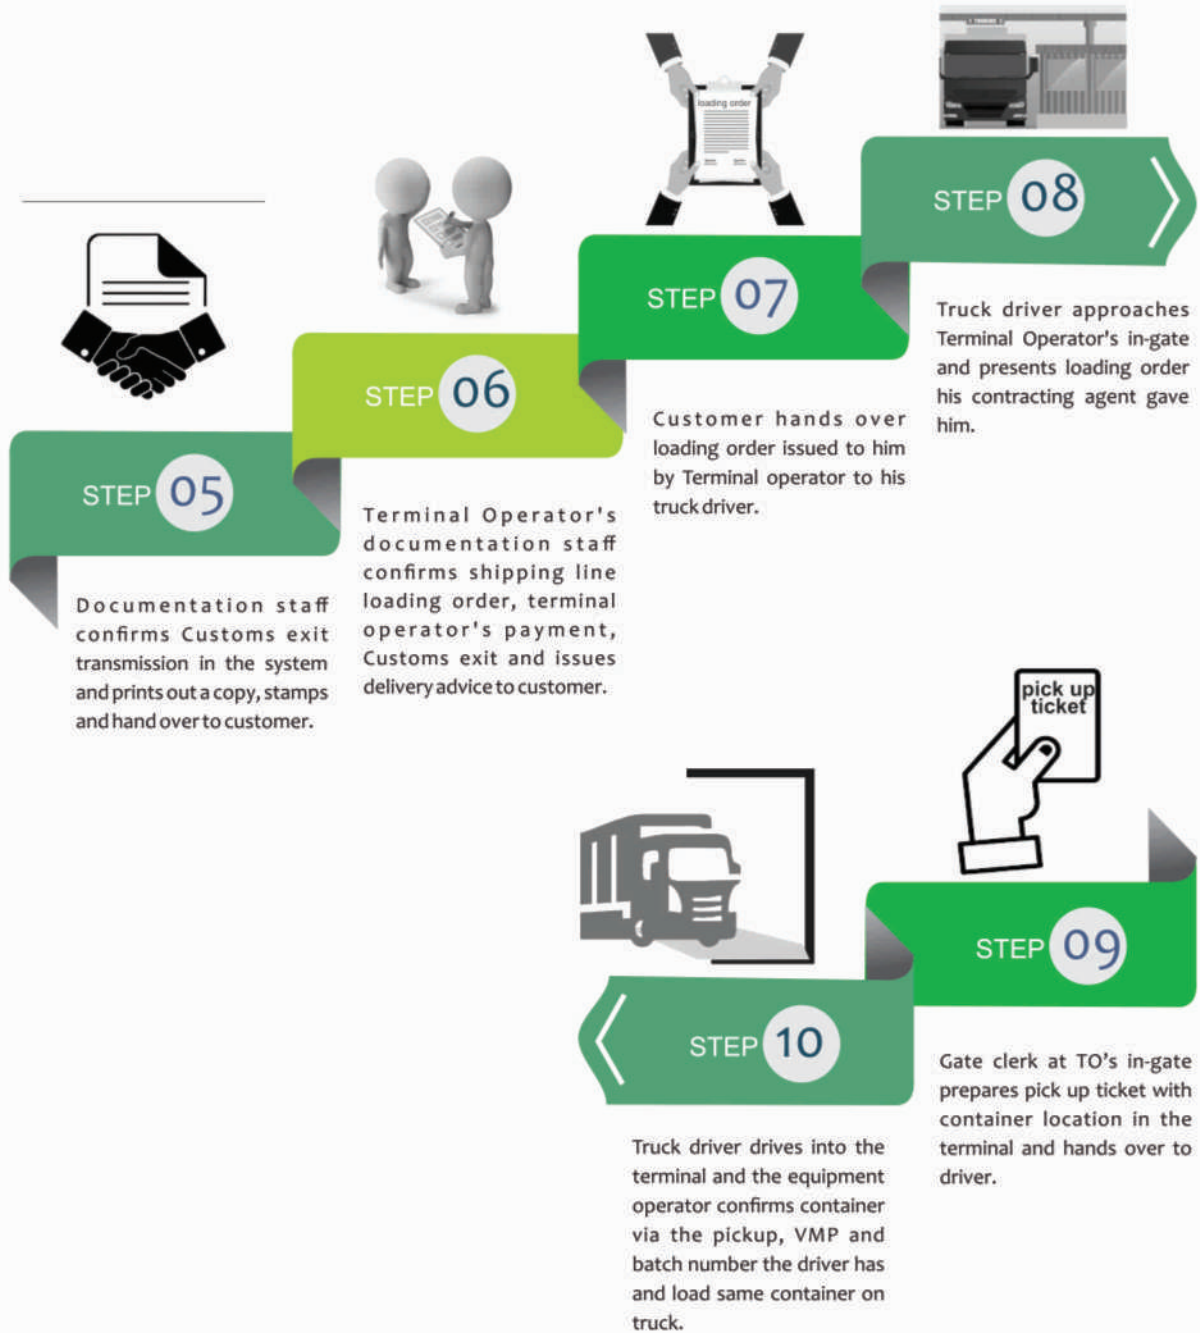 STEP 05
Documentation staff
confirms Customs exit
transmission in the system
and prints out a copy, stamps
and hand over to customer.
STEP 06
Terminal Operator's
documentation staff
confirms shipping line
loading order, terminal
operator's payment,
Customs exit and issues
delivery advice to customer.
loading order
STEP 07
Customer hands over
loading order issued to him
by Terminal operator to his
truck driver.
STEP 08
Truck driver approaches
Terminal Operator's in-gate
and presents loading order
his contracting agent gave
him.
pick up
ticket
STEP 09
Gate clerk at TO’s in-gate
prepares pick up ticket with
container location in the
terminal and hands over to
driver.
STEP 10
Truck driver drives into the
terminal and the equipment
operator confirms container
via the pickup, VMP and
batch number the driver has
and load same container on
truck.